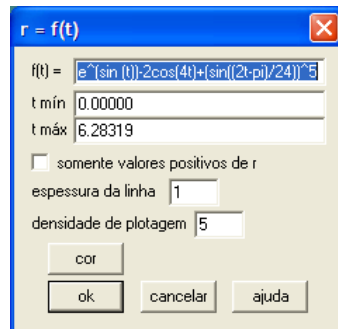 r = f(t)
f(t) = e^(sin (t))-2cos(4t)+(sin((2t-pi)/24))^5
t mín 0.00000
t máx 6.28319
somente valores positivos de r
espessura da linha 1
densidade de plotagem 5
cor
ok cancelar ajuda